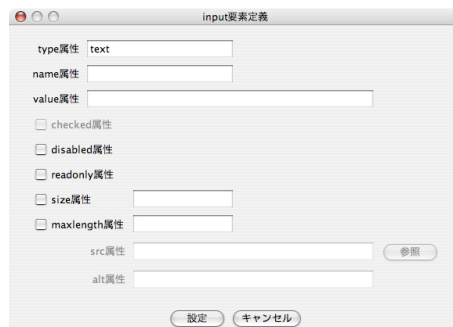 input要素定義
type属性 text
name属性
value属性
checked属性
disabled属性
readonly属性
size属性
maxlength属性
src属性 参照
alt属性
設定 キャンセル